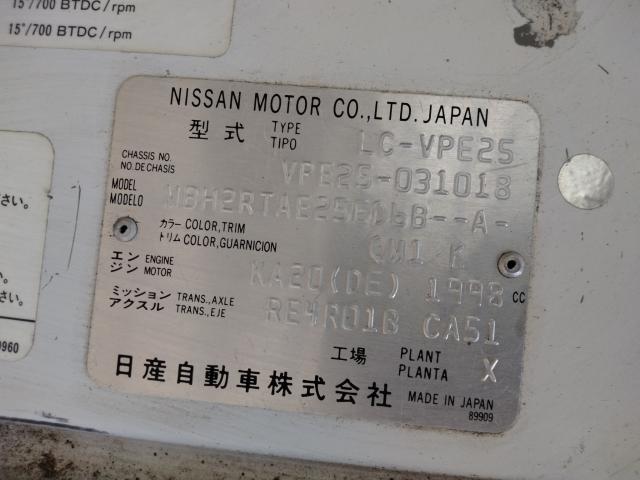 15°/700 BTDC/rpm
15°/700 BTDC/rpm
NISSAN MOTOR CO.,LTD. JAPAN
型式 TYPE TIPO LC-VPE25
CHASSIS NO. NO.DE CHASIS VPE25-031018
MODEL MODELO
カラー COLOR,TRIM
トリム COLOR,GUARNICION QM1 K
エンジン ENGINE MOTOR KA20(DE) 1998 CC
ミッション TRANS.,AXLE
アクスル TRANS.,EJE RE4R01B CA51
工場 PLANT PLANTA X
日産自動車株式会社 MADE IN JAPAN
89909
ださい。
さい。
0960